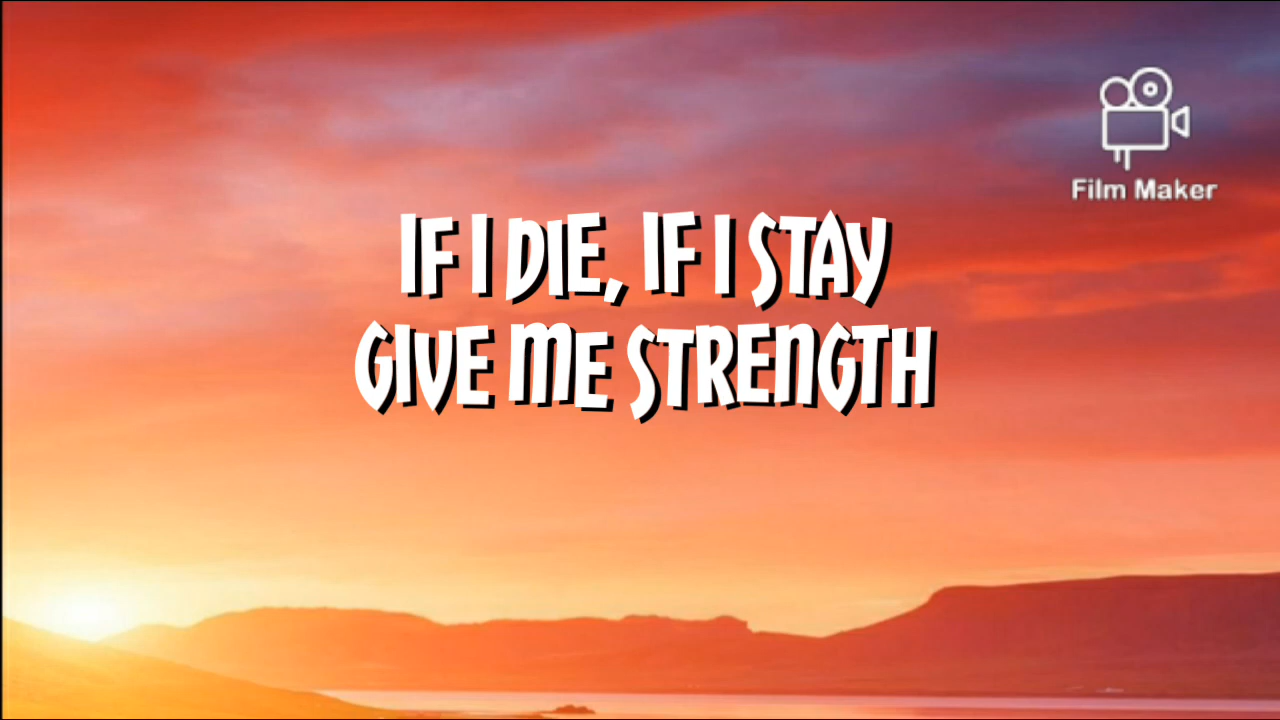 Film Maker
IF I DIE, IF I STAY
GIVE ME STRENGTH